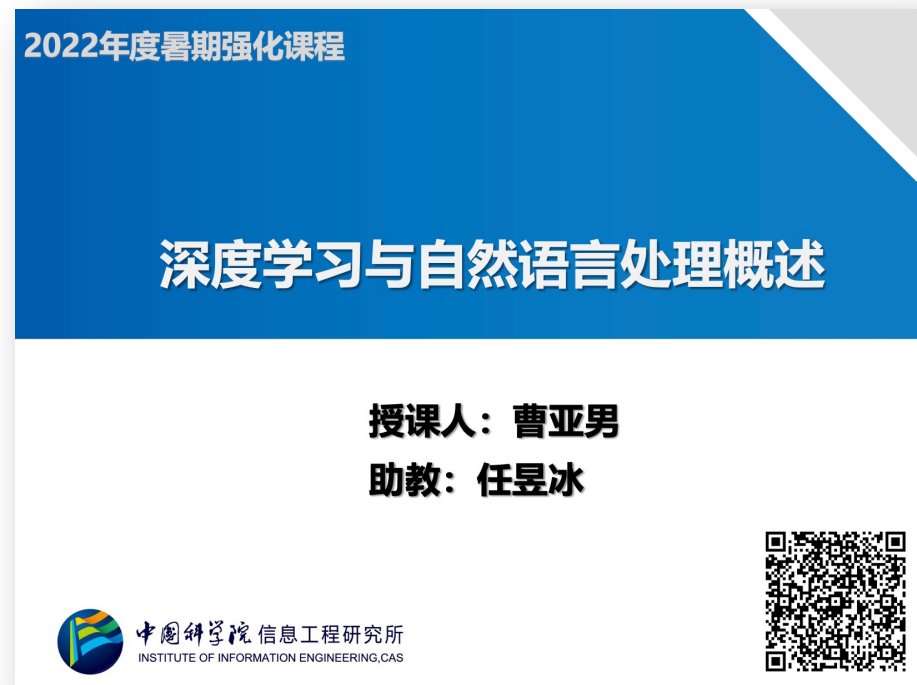 2022年度暑期强化课程
深度学习与自然语言处理概述
授课人：曹亚男
助教：任昱冰
中国科学院 信息工程研究所
INSTITUTE OF INFORMATION ENGINEERING,CAS